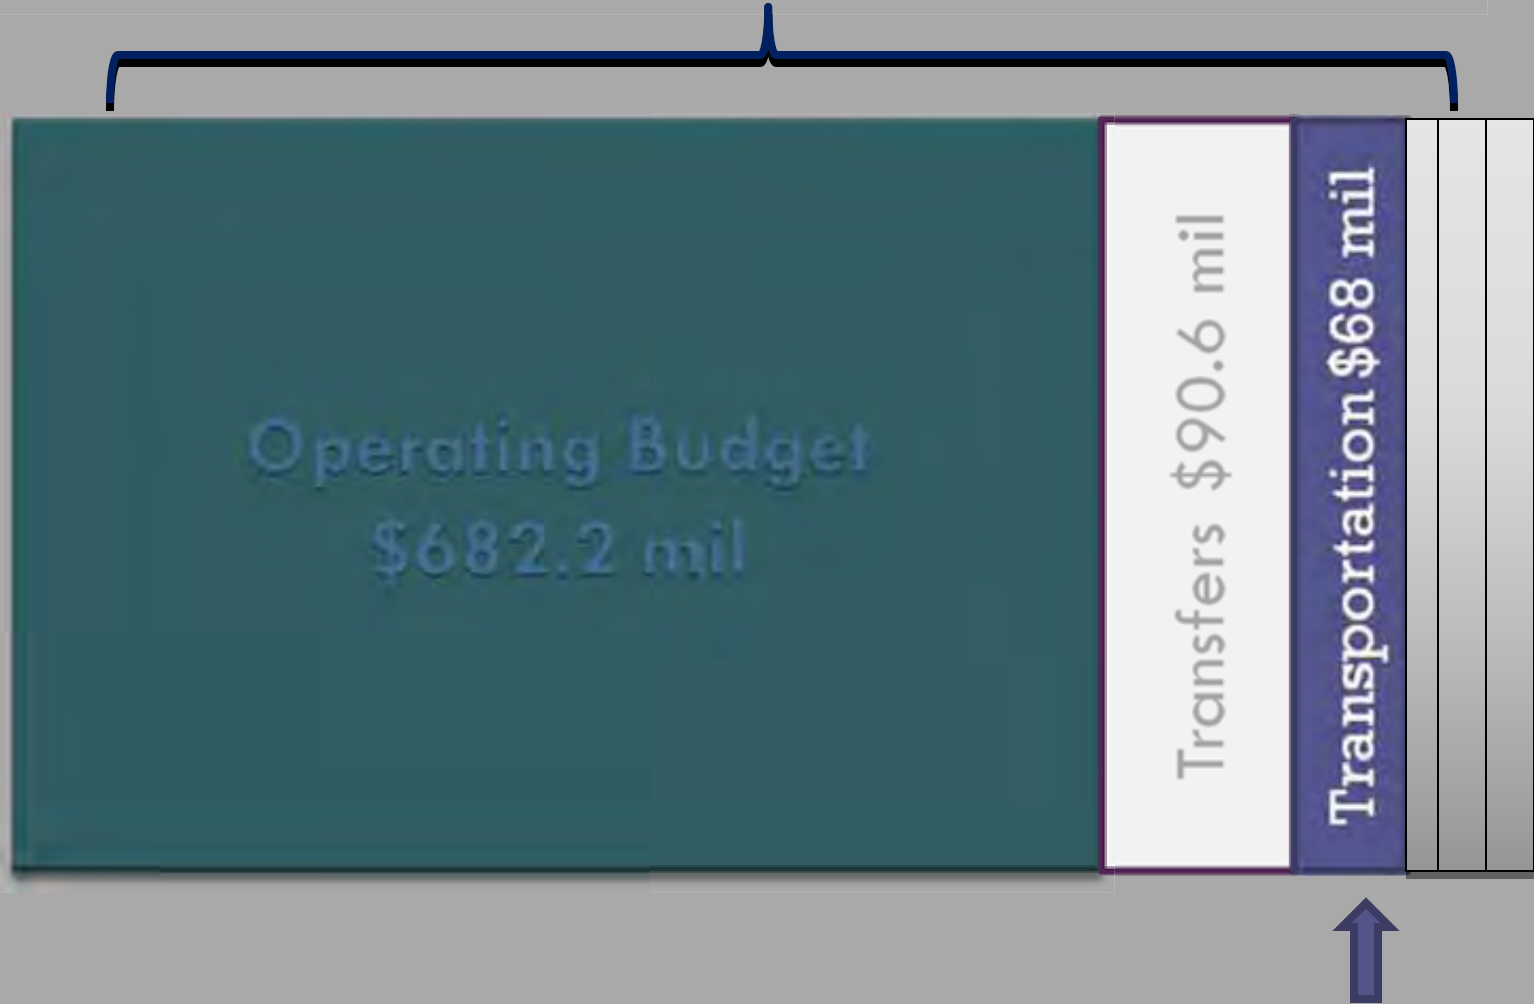 Operating Budget
$682.2 mil
Transfers $90.6 mil
Transportation $68 mil